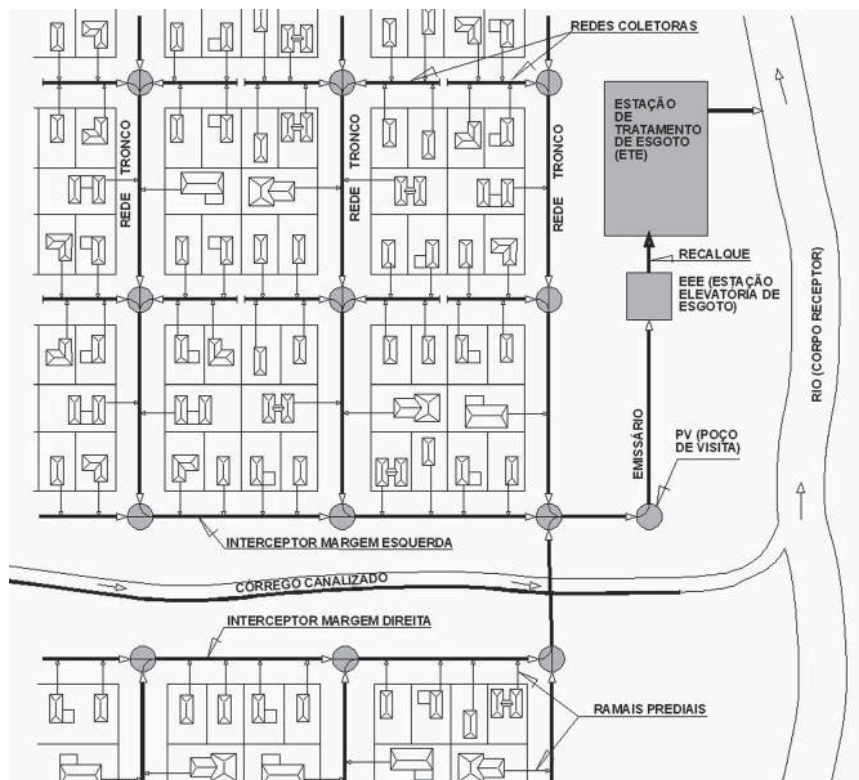 REDES COLETORAS
ESTAÇÃO
DE
TRATAMENTO
DE ESGOTO
(ETE)
REDE TRONCO
REDE TRONCO
REDE TRONCO
RECALQUE
EEE (ESTAÇÃO
ELEVATÓRIA DE
ESGOTO)
RIO (CORPO RECEPTOR)
EMISSÁRIO
PV (POÇO
DE VISITA)
INTERCEPTOR MARGEM ESQUERDA
CÓRREGO CANALIZADO
INTERCEPTOR MARGEM DIREITA
RAMAIS PREDIAIS